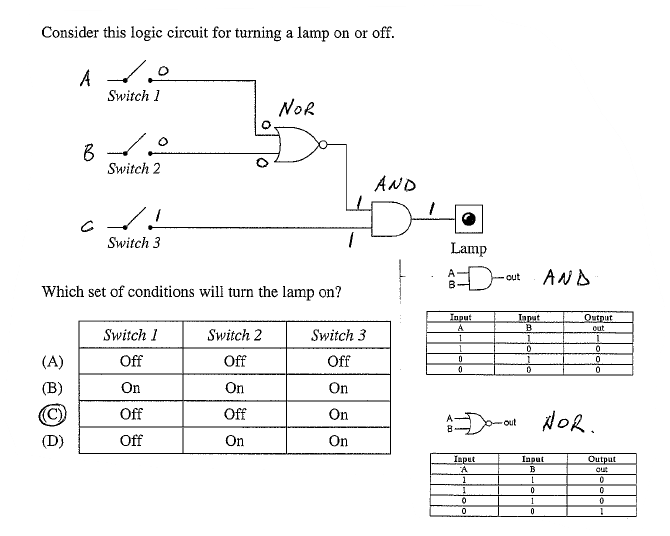 Consider this logic circuit for turning a lamp on or off.
A 0
Switch 1
NOR
0
B 0
0
Switch 2
AND
C 1
1 1
Switch 3
1
Lamp
A
B
out AND
Which set of conditions will turn the lamp on?
Switch 1 Switch 2 Switch 3
(A) Off Off Off
(B) On On On
(C) Off Off On
(D) Off On On
Input Input Output
A B out
1 1 1
1 0 0
0 1 0
0 0 0
A
B
out NOR.
Input Input Output
A B out
1 1 0
1 0 0
0 1 0
0 0 1